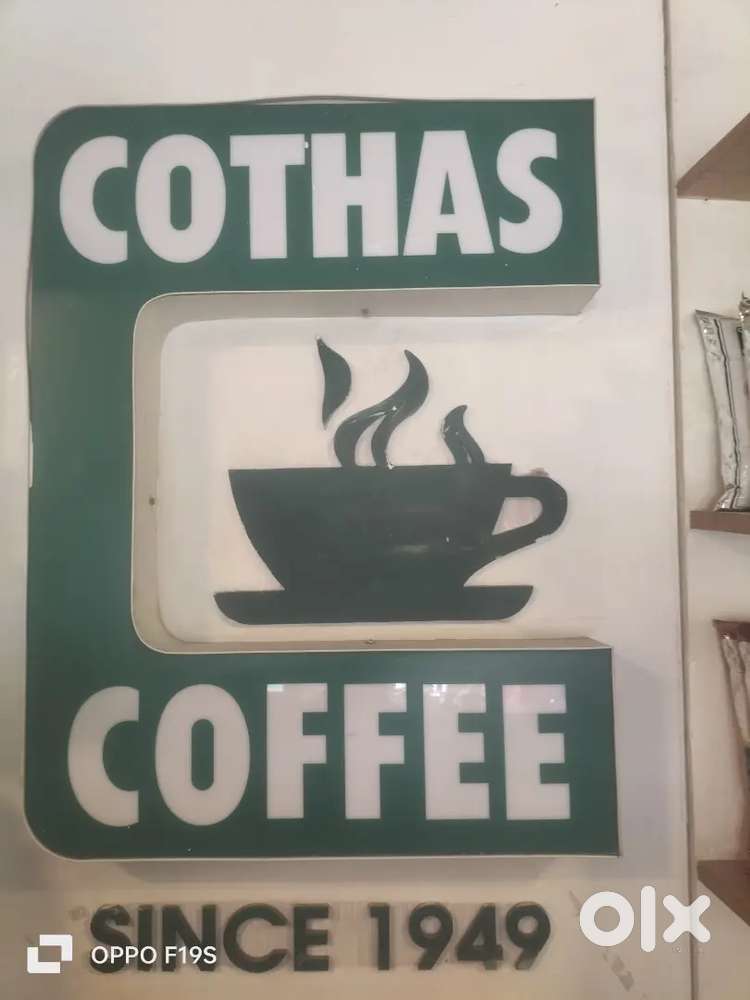 COTHAS
COFFEE
SINCE 1949
OPPO F19S
olx